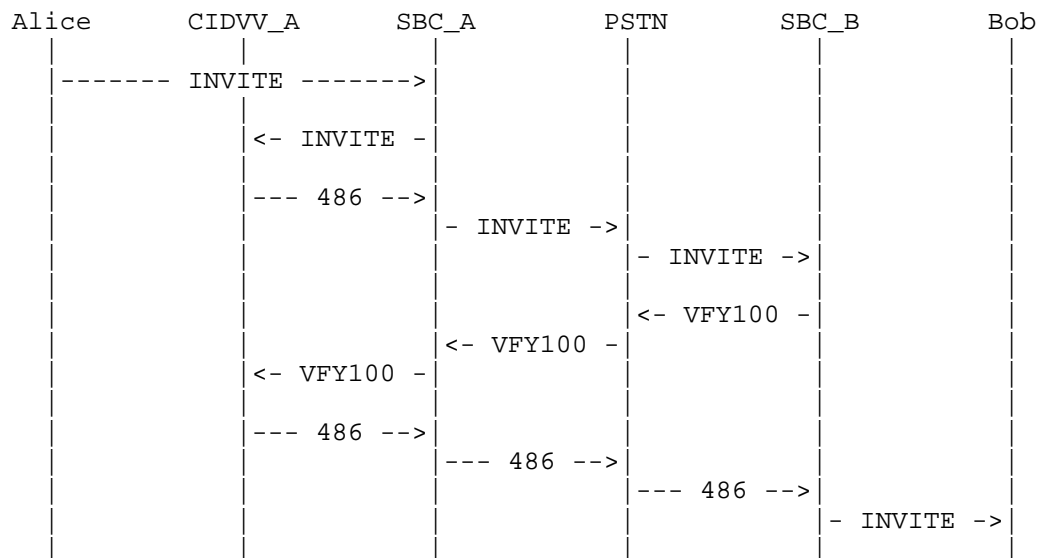 Alice CIDVV_A SBC_A PSTN SBC_B Bob
------- INVITE ------->
<- INVITE -
--- 486 -->
- INVITE ->
- INVITE ->
<- VFY100 -
<- VFY100 -
<- VFY100 -
--- 486 -->
--- 486 -->
--- 486 -->
- INVITE ->